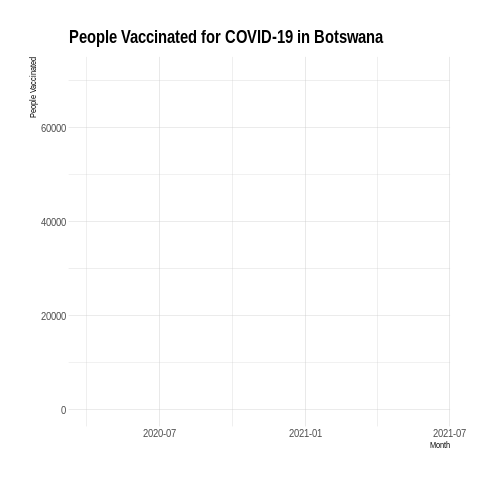 People Vaccinated for COVID-19 in Botswana
People Vaccinated
60000
40000
20000
0
2020-07
2021-01
2021-07
Month